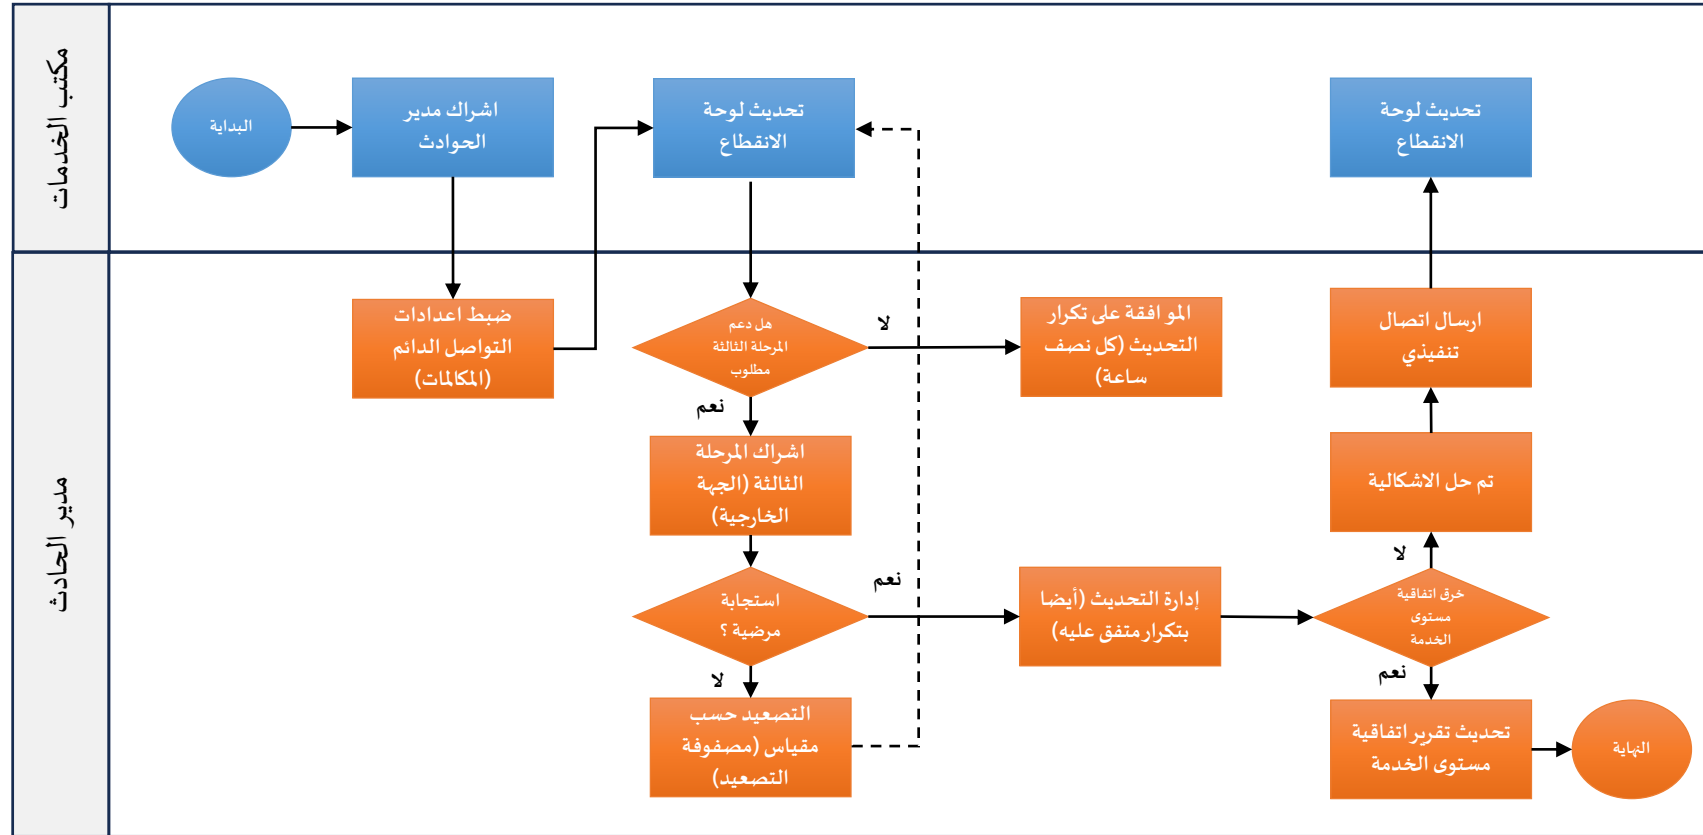 مكتب الخدمات
البداية
اشراك مدير
الحوادث
تحديث لوحة
الانقطاع
تحديث لوحة
الانقطاع
مدير الحادث
ضبط اعدادات
التواصل الدائم
(المكالمات)
هل دعم
المرحلة الثالثة
مطلوب
لا
الموافقة على تكرار
التحديث (كل نصف
ساعة)
ارسال اتصال
تنفيذي
نعم
اشراك المرحلة
الثالثة (الجهة
الخارجية)
تم حل الاشكالية
لا
استجابة
مرضية ؟
نعم
إدارة التحديث (أيضا
بتكرار متفق عليه)
خرق اتفاقية
مستوى
الخدمة
لا
نعم
التصعيد حسب
مقياس (مصفوفة
التصعيد)
تحديث تقرير اتفاقية
مستوى الخدمة
النهاية